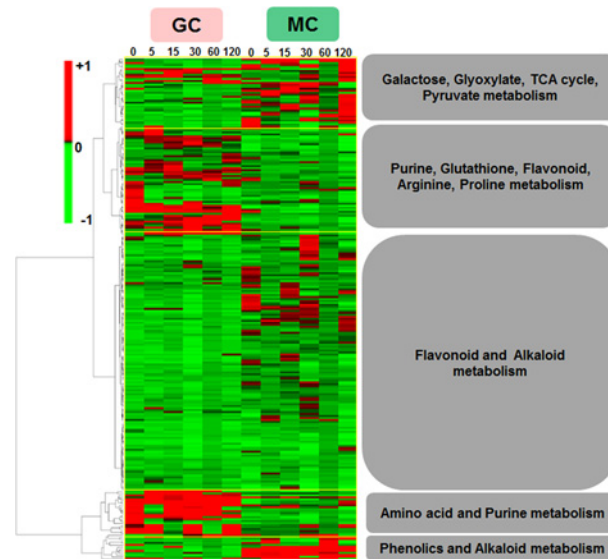 GC MC
+1
0
-1
0 5 15 30 60 120 0 5 15 30 60 120
Galactose, Glyoxylate, TCA cycle,
Pyruvate metabolism
Purine, Glutathione, Flavonoid,
Arginine, Proline metabolism
Flavonoid and Alkaloid
metabolism
Amino acid and Purine metabolism
Phenolics and Alkaloid metabolism